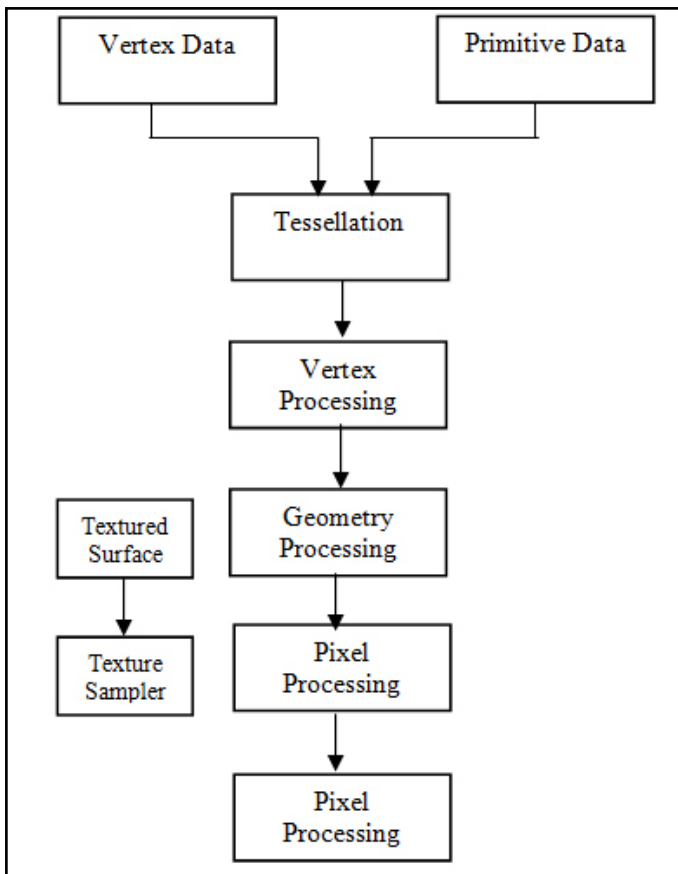 Vertex Data
Primitive Data
Tessellation
Vertex
Processing
Geometry
Processing
Textured
Surface
Texture
Sampler
Pixel
Processing
Pixel
Processing